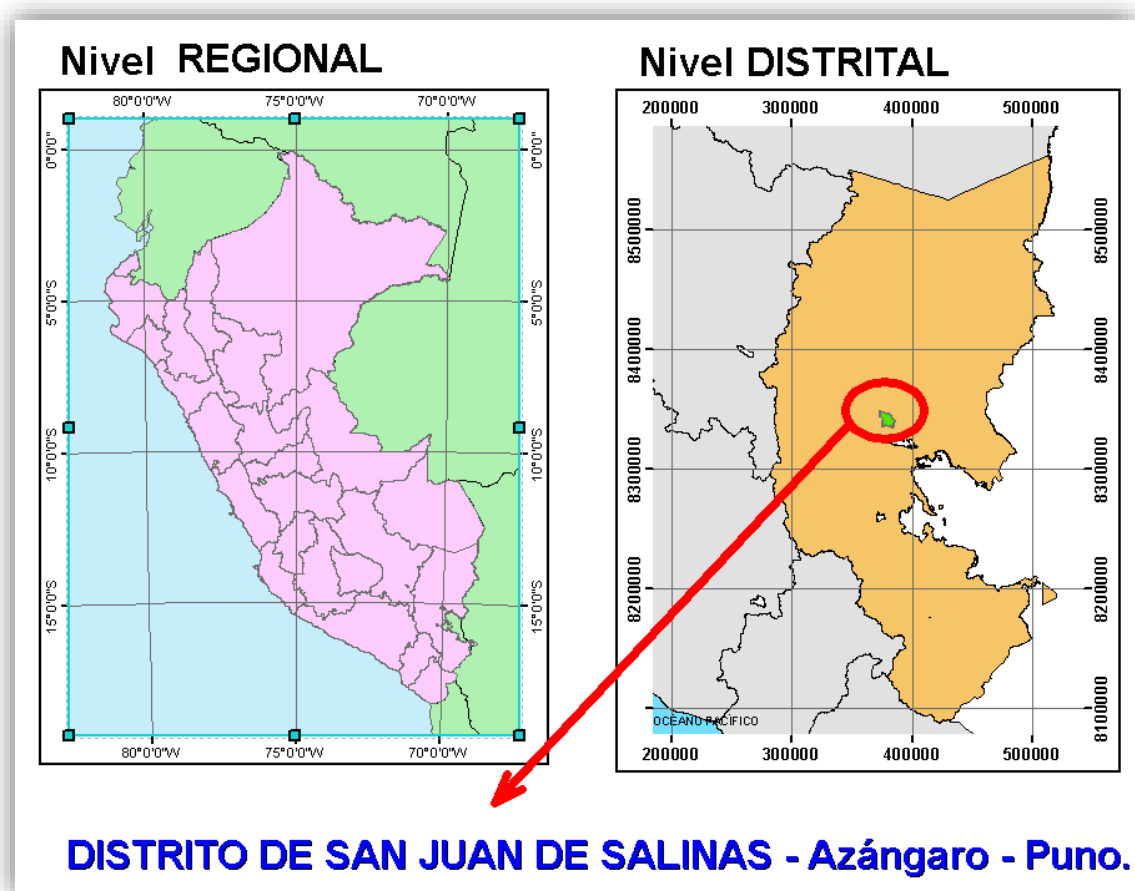 Nivel REGIONAL
80°0'0"W 75°0'0"W 70°0'0"W
0°0'0"
5°0'0"S
10°0'0"S
15°0'0"S
0°0'0"
5°0'0"S
10°0'0"S
15°0'0"S
80°0'0"W 75°0'0"W 70°0'0"W
Nivel DISTRITAL
200000 300000 400000 500000
8500000
8400000
8300000
8200000
8100000
8500000
8400000
8300000
8200000
OCÉANO PACÍFICO
200000 300000 400000 500000
DISTRITO DE SAN JUAN DE SALINAS - Azángaro - Puno.